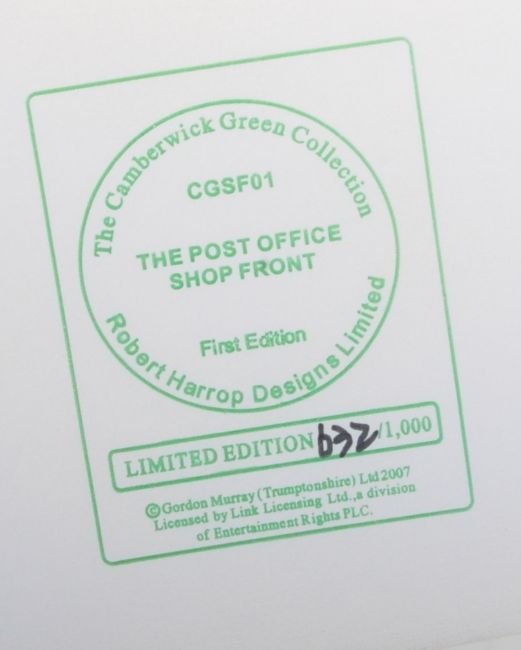 The Camberwick Green Collection
CGSF01
THE POST OFFICE
SHOP FRONT
First Edition
Robert Harrop Designs Limited
LIMITED EDITION 632/1,000
©Gordon Murray (Trumptonshire) Ltd 2007
Licensed by Link Licensing Ltd.,a division
of Entertainment Rights PLC.